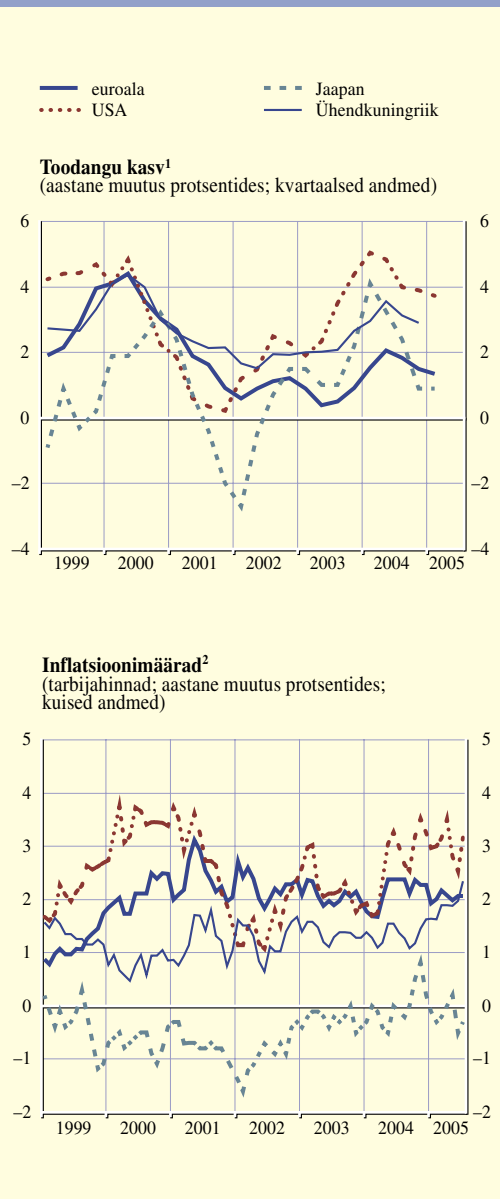 euroala Jaapan
USA Ühendkuningriik
Toodangu kasv¹
(aastane muutus protsentides; kvartaalsed andmed)
6 6
4 4
2 2
0 0
–2 –2
–4 –4
1999 2000 2001 2002 2003 2004 2005
Inflatsioonimäärad²
(tarbijahinnad; aastane muutus protsentides;
kuised andmed)
5 5
4 4
3 3
2 2
1 1
0 0
–1 –1
–2 –2
1999 2000 2001 2002 2003 2004 2005